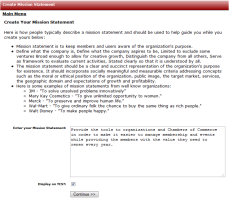 Create Mission Statement
Main Menu
Create Your Mission Statement
Here is how people typically describe a mission statement and should be used to help guide you while you create yours below:
Mission statement is to keep members and users aware of the organization's purpose.
Define what the company is, Define what the company aspires to be, Limited to exclude some ventures Broad enough to allow for creative growth, Distinguish the company from all others, Serve as framework to evaluate current activities, Stated clearly so that it is understood by all.
The mission statement should be a clear and succinct representation of the organization's purpose for existence. It should incorporate socially meaningful and measurable criteria addressing concepts such as the moral or ethical position of the organization, public image, the target market, services, the geographic domain and expectations of growth and profitability.
Here is some examples of mission statements from well know companies:
3M - "To solve unsolved problems innovatively"
Mary Kay Cosmetics - "To give unlimited opportunity to women."
Merck - "To preserve and improve human life."
Wal-Mart - "To give ordinary folk the chance to buy the same thing as rich people."
Walt Disney - "To make people happy."
Enter your Mission Statement:
Provide the tools to organizations and Chambers of Commerce
in order to make it easier to manage membership and events
while providing the members with the value they need to
renew every year.
Display on TEST:
Continue >>